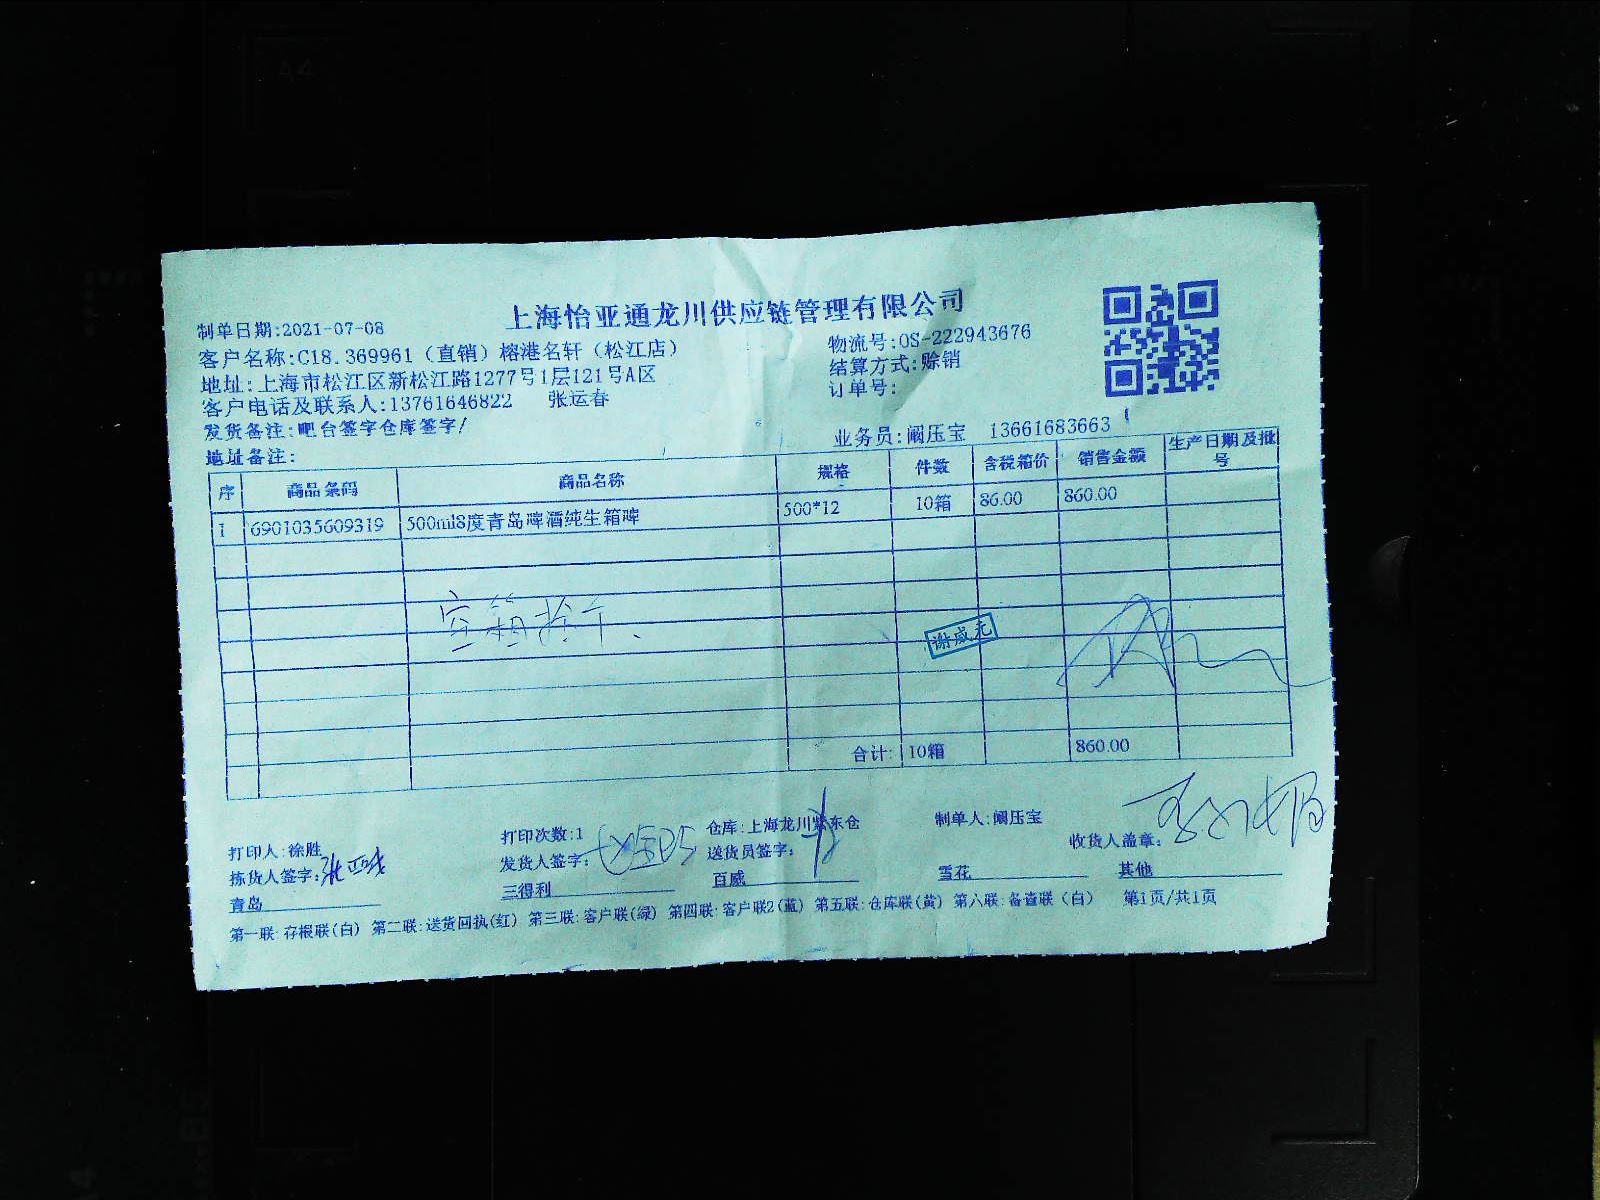 上海怡亚通龙川供应链管理有限公司
制单日期:2021-07-08
物流号:OS-222943676
客户名称:C18.369961（直销）榕港名轩（松江店）
结算方式:赊销
地址:上海市松江区新松江路1277号1层121号A区
订单号:
客户电话及联系人:13761646822 张运春
发货备注:吧台签字仓库签字/
业务员:阚压宝 13661683663
地址备注:
序 商品条码 商品名称 规格 件数 含税箱价 销售金额 生产日期及批号
1 6901035609319 500ml8度青岛啤酒纯生箱啤 500*12 10箱 86.00 860.00
空箱拾个.
谢咸元
合计: 10箱 860.00
打印人:徐胜 打印次数:1 仓库:上海龙川紫东仓 制单人:阚压宝
拣货人签字: 发货人签字: 送货员签字: 收货人盖章:
青岛 三得利 百威 雪花 其他
第一联:存根联(白) 第二联:送货回执(红) 第三联:客户联(绿) 第四联:客户联2(蓝) 第五联:仓库联(黄) 第六联:备查联(白) 第1页/共1页